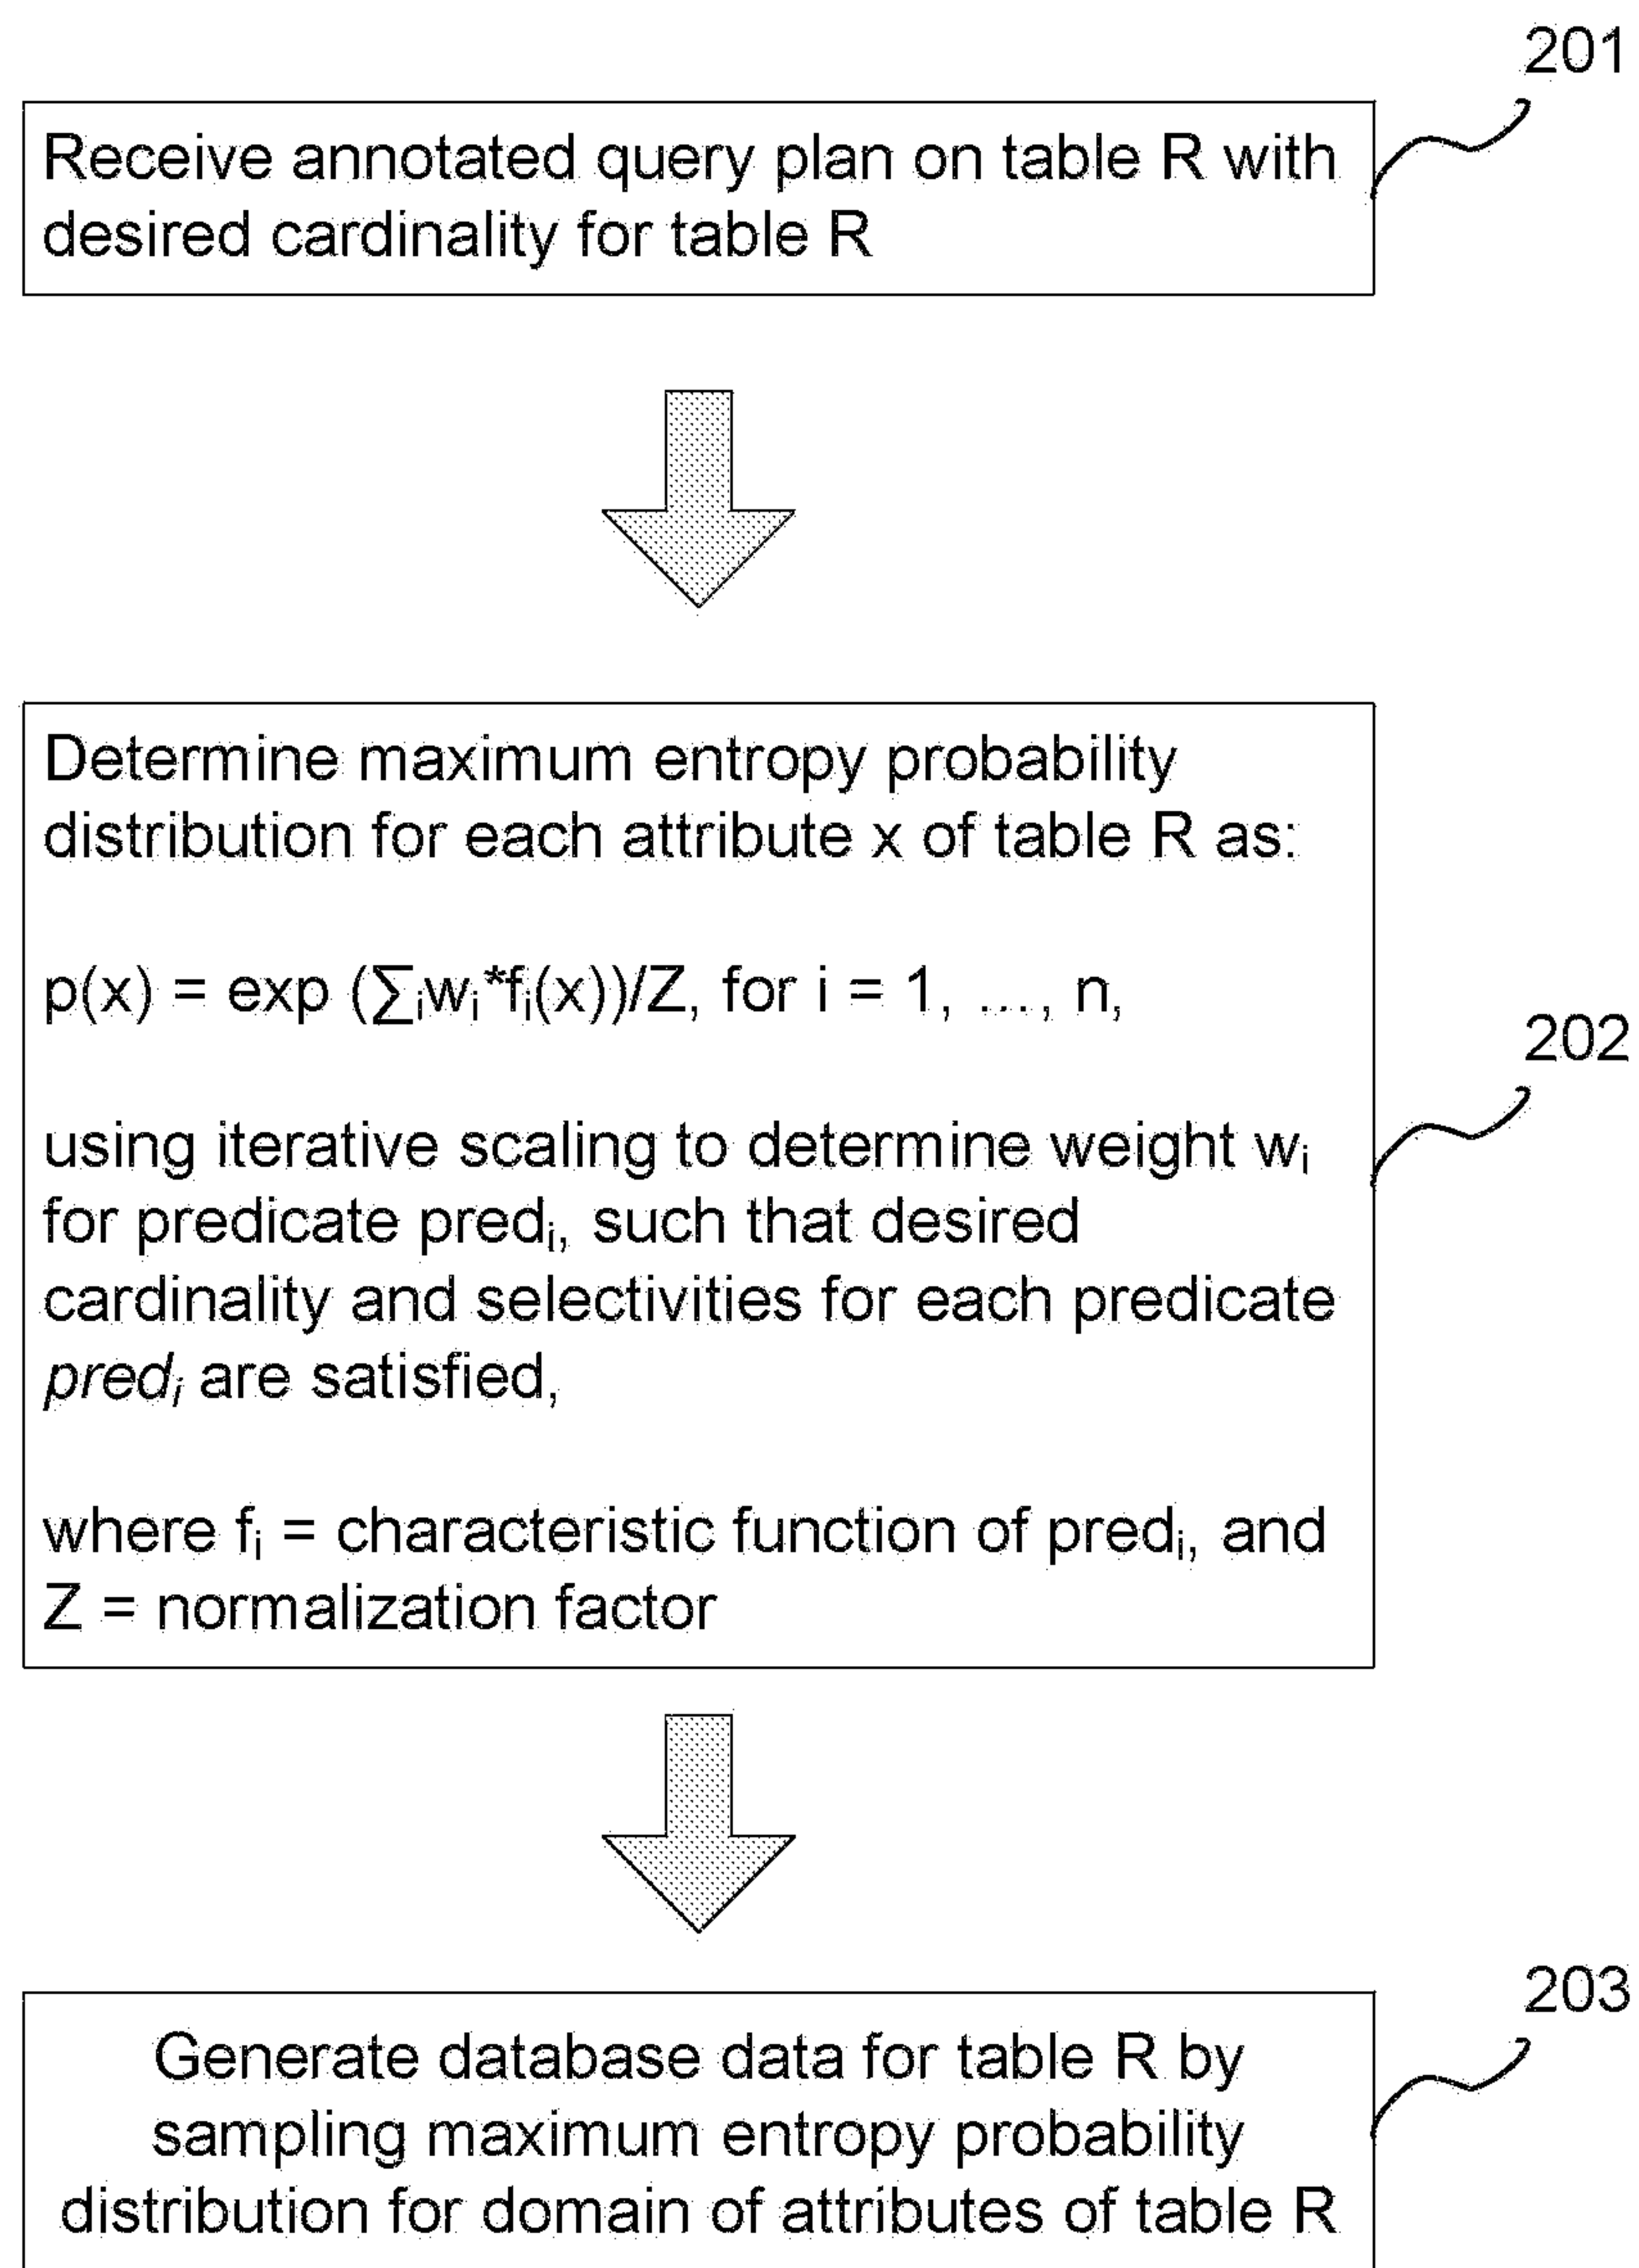 201
Receive annotated query plan on table R with
desired cardinality for table R
Determine maximum entropy probability
distribution for each attribute x of table R as:
p(x) = exp (∑ᵢwᵢ*fᵢ(x))/Z, for i = 1, ..., n,
202
using iterative scaling to determine weight wᵢ
for predicate predᵢ, such that desired
cardinality and selectivities for each predicate
predᵢ are satisfied,
where fᵢ = characteristic function of predᵢ, and
Z = normalization factor
203
Generate database data for table R by
sampling maximum entropy probability
distribution for domain of attributes of table R